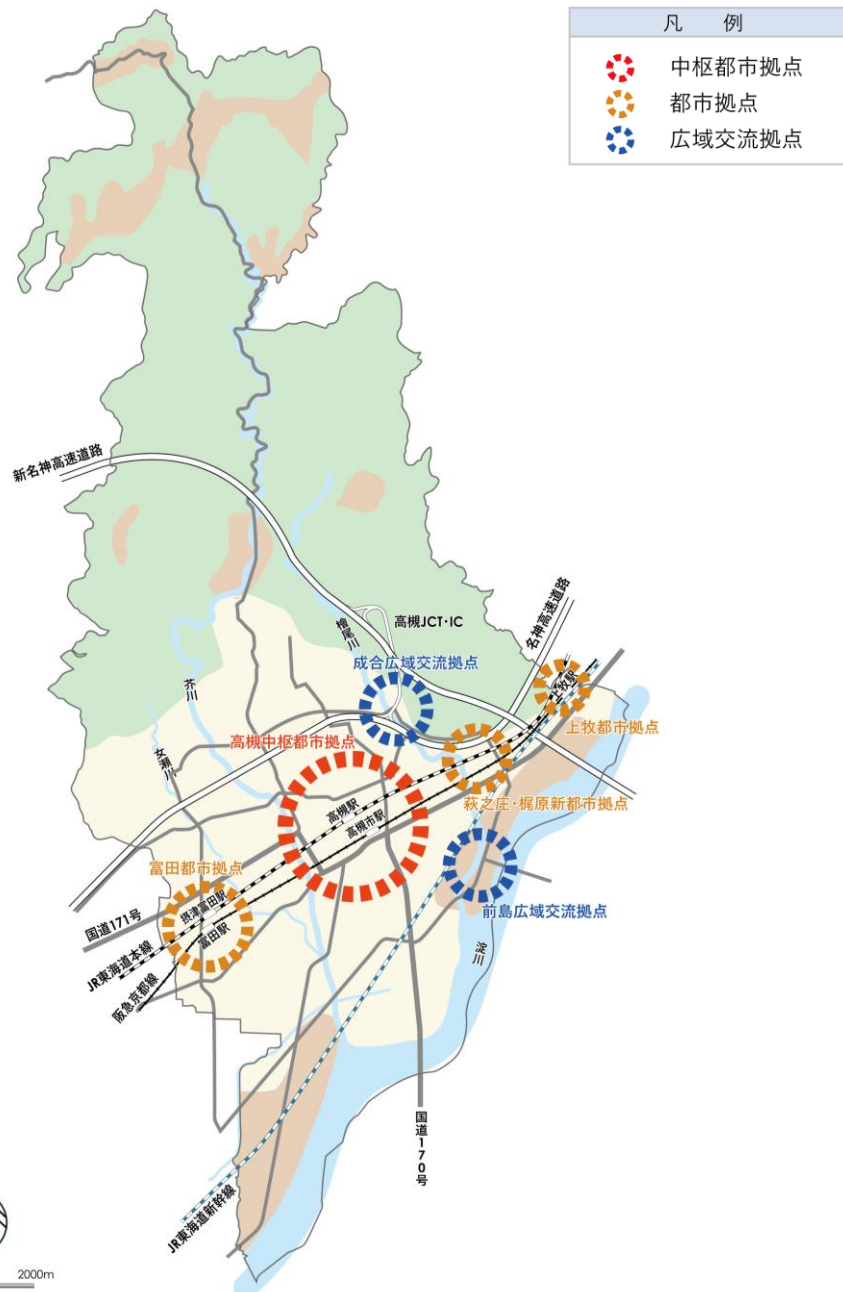 凡 例
中枢都市拠点
都市拠点
広域交流拠点
新名神高速道路
名神高速道路
高槻JCT・IC
檜尾川
成合広域交流拠点
芥川
上牧駅
上牧都市拠点
女瀬川
高槻中枢都市拠点
萩之庄・梶原新都市拠点
高槻駅
高槻市駅
富田都市拠点
摂津富田駅
富田駅
前島広域交流拠点
国道171号
JR東海道本線
阪急京都線
淀川
国道170号
JR東海道新幹線
2000m